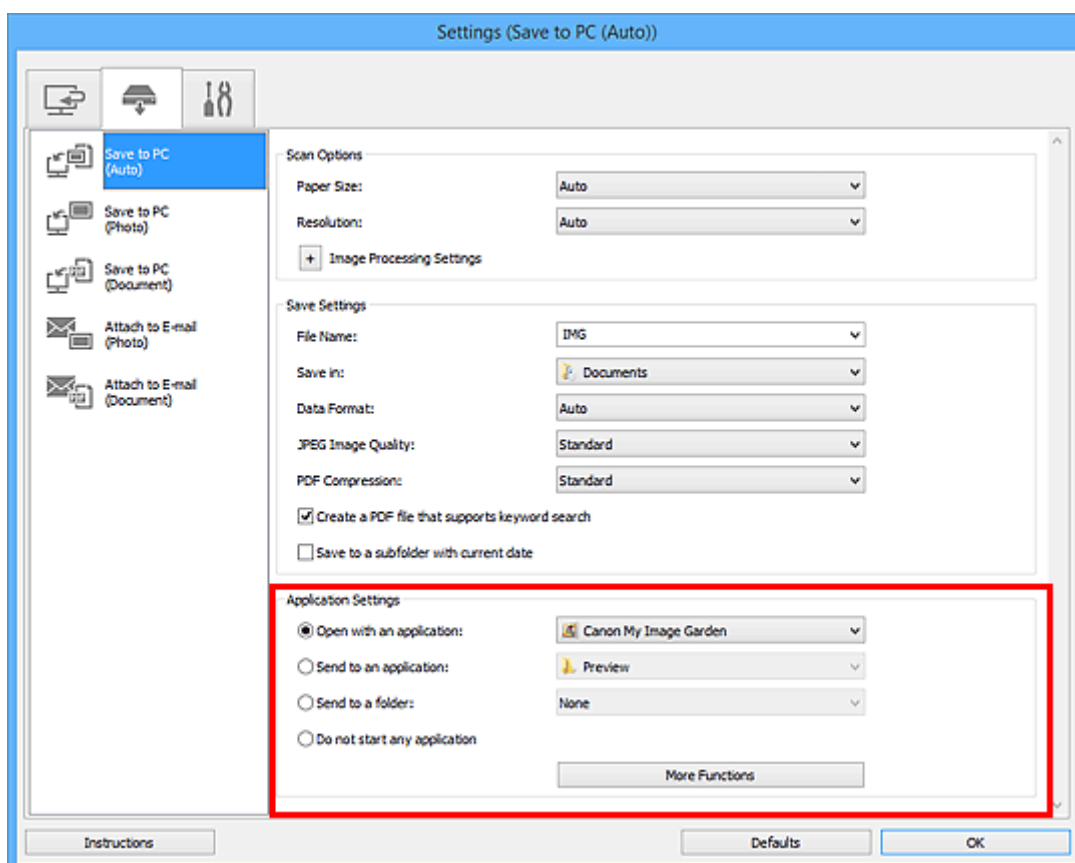 Settings (Save to PC (Auto))
Save to PC
(Auto)
Save to PC
(Photo)
Save to PC
(Document)
Attach to E-mail
(Photo)
Attach to E-mail
(Document)
Scan Options
Paper Size: Auto
Resolution: Auto
+ Image Processing Settings
Save Settings
File Name: IMG
Save in: Documents
Data Format: Auto
JPEG Image Quality: Standard
PDF Compression: Standard
Create a PDF file that supports keyword search
Save to a subfolder with current date
Application Settings
Open with an application: Canon My Image Garden
Send to an application: Preview
Send to a folder: None
Do not start any application
More Functions
Instructions Defaults OK